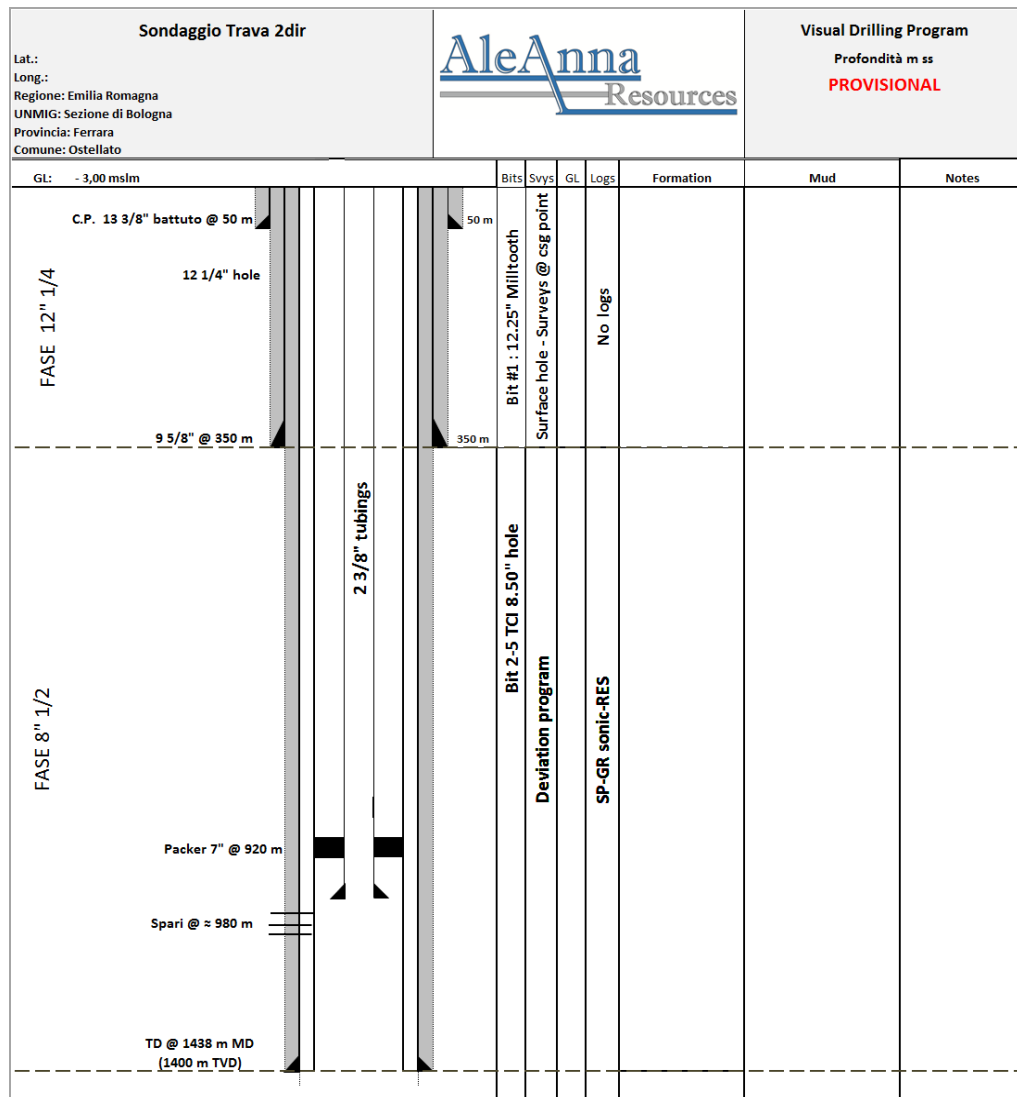 Sondaggio Trava 2dir
Lat.:
Long.:
Regione: Emilia Romagna
UNMIG: Sezione di Bologna
Provincia: Ferrara
Comune: Ostellato
AleAnna
Resources
Visual Drilling Program
Profondità m ss
PROVISIONAL
GL: - 3,00 mslm
Bits
Svys
GL
Logs
Formation
Mud
Notes
C.P. 13 3/8" battuto @ 50 m
50 m
12 1/4" hole
FASE 12" 1/4
Bit #1 : 12.25" Milltooth
Surface hole - Surveys @ csg point
No logs
9 5/8" @ 350 m
350 m
2 3/8" tubings
FASE 8" 1/2
Bit 2-5 TCI 8.50" hole
Deviation program
SP-GR sonic-RES
Packer 7" @ 920 m
Spari @ ≈ 980 m
TD @ 1438 m MD
(1400 m TVD)